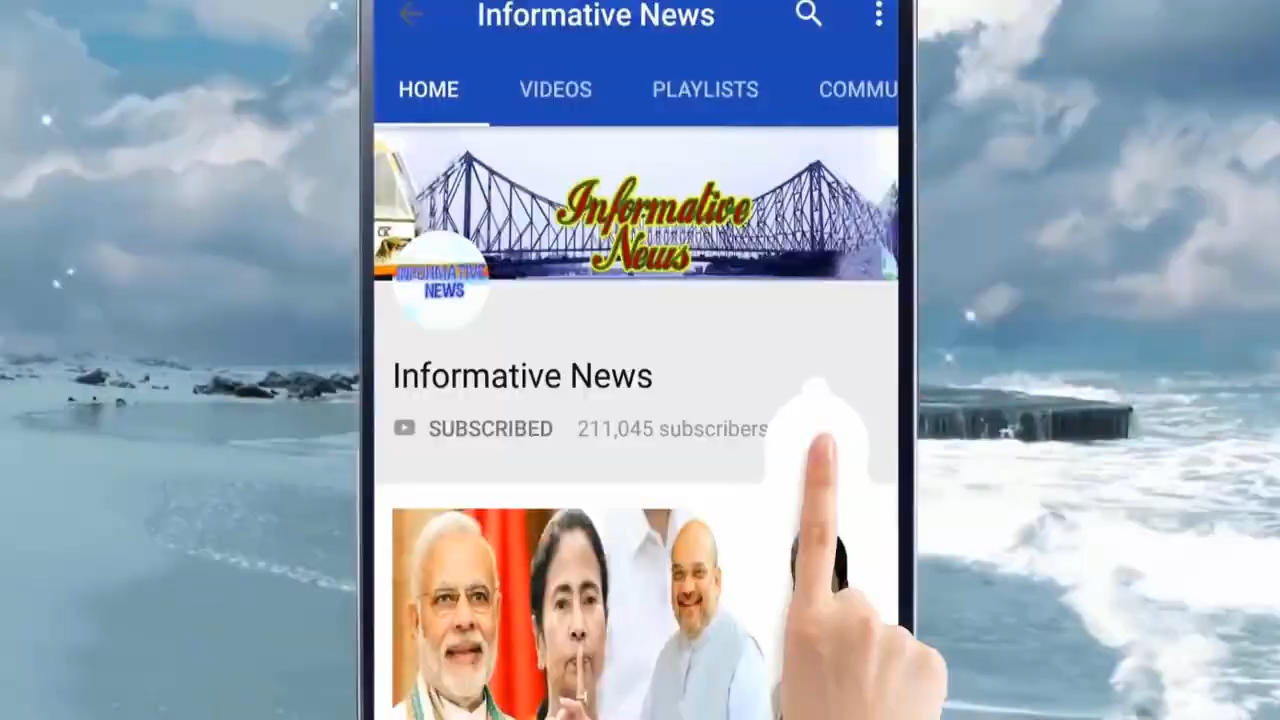 Informative News
HOME VIDEOS PLAYLISTS COMMU
Informative
News
INFORMATIVE
NEWS
Informative News
SUBSCRIBED 211,045 subscribers